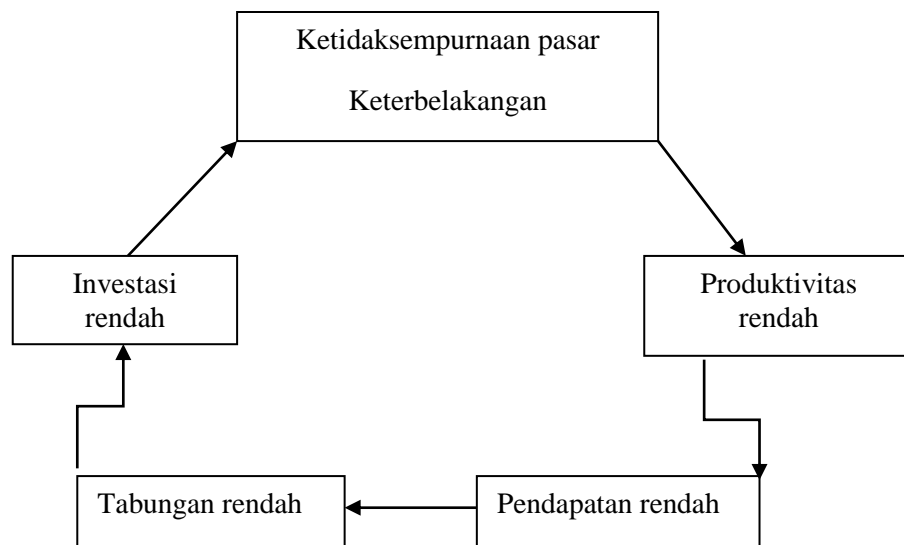 Ketidaksempurnaan pasar
Keterbelakangan
Investasi
rendah
Produktivitas
rendah
Tabungan rendah
Pendapatan rendah